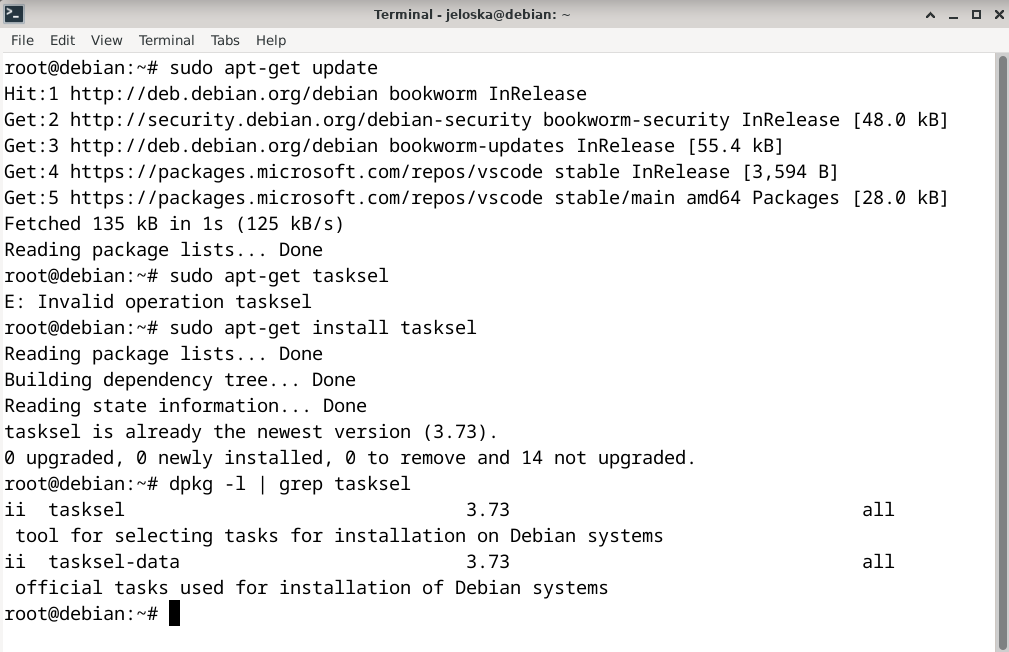 Terminal - jeloska@debian: ~
File Edit View Terminal Tabs Help
root@debian:~# sudo apt-get update
Hit:1 http://deb.debian.org/debian bookworm InRelease
Get:2 http://security.debian.org/debian-security bookworm-security InRelease [48.0 kB]
Get:3 http://deb.debian.org/debian bookworm-updates InRelease [55.4 kB]
Get:4 https://packages.microsoft.com/repos/vscode stable InRelease [3,594 B]
Get:5 https://packages.microsoft.com/repos/vscode stable/main amd64 Packages [28.0 kB]
Fetched 135 kB in 1s (125 kB/s)
Reading package lists... Done
root@debian:~# sudo apt-get tasksel
E: Invalid operation tasksel
root@debian:~# sudo apt-get install tasksel
Reading package lists... Done
Building dependency tree... Done
Reading state information... Done
tasksel is already the newest version (3.73).
0 upgraded, 0 newly installed, 0 to remove and 14 not upgraded.
root@debian:~# dpkg -l | grep tasksel
ii  tasksel                               3.73                                all
 tool for selecting tasks for installation on Debian systems
ii  tasksel-data                          3.73                                all
 official tasks used for installation of Debian systems
root@debian:~#